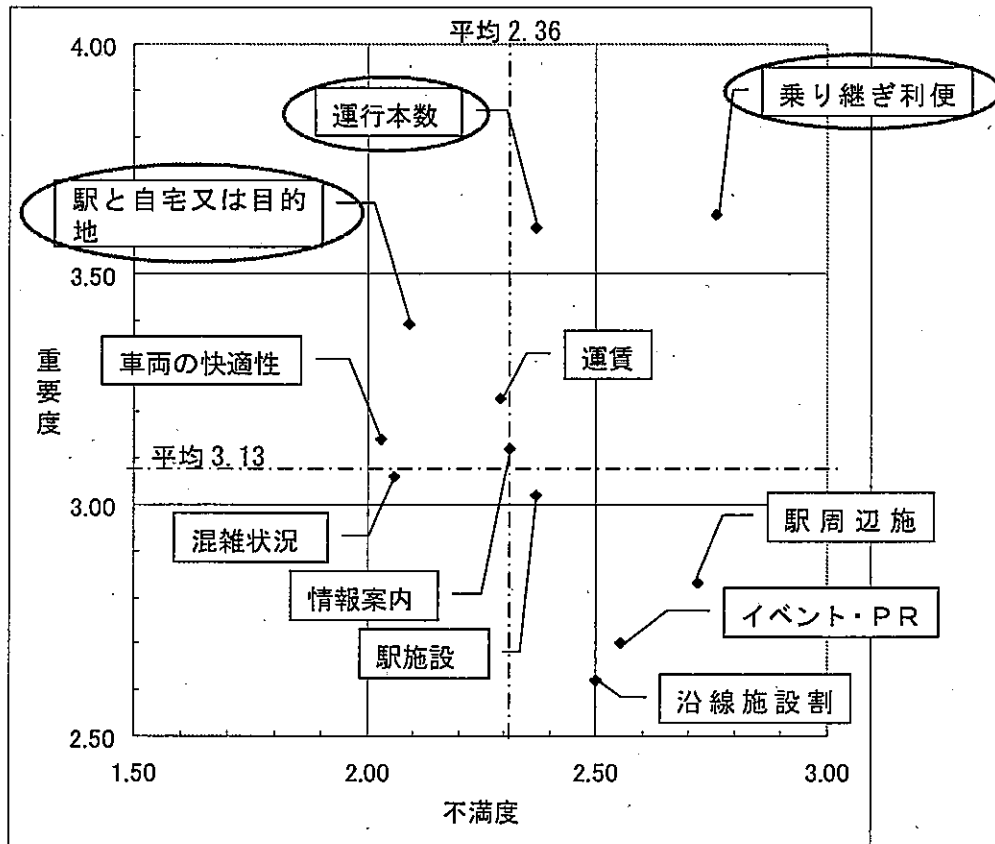 平均2.36
4.00
運行本数
乗り継ぎ利便
駅と自宅又は目的
地
3.50
車両の快適性
運賃
重要度
平均3.13
3.00
混雑状況
駅周辺施
情報案内
イベント・PR
駅施設
沿線施設割
2.50
1.50
2.00
2.50
3.00
不満度